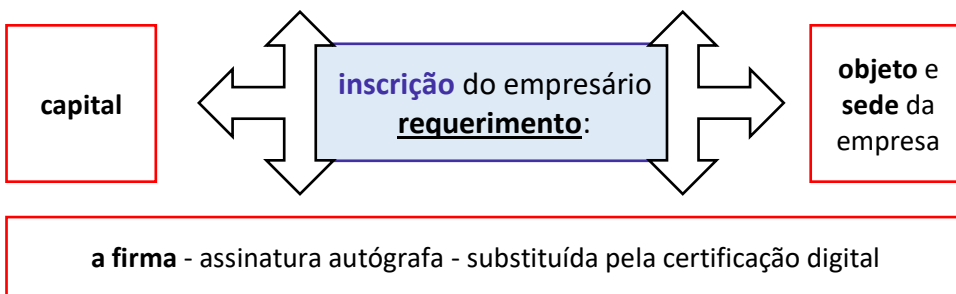 capital
inscrição do empresário
requerimento:
objeto e
sede da
empresa
a firma - assinatura autógrafa - substituída pela certificação digital